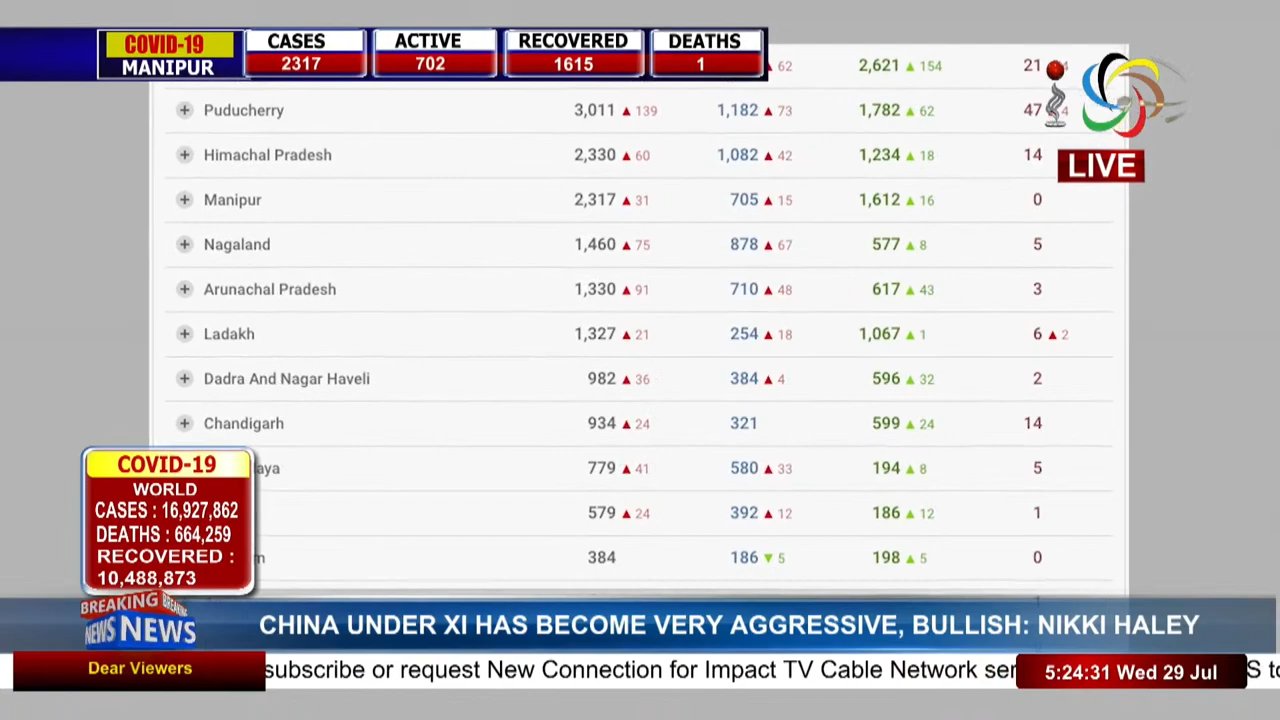 COVID-19
MANIPUR
CASES
2317
ACTIVE
702
RECOVERED
1615
DEATHS
1
62 2,621 ▲ 154 21 4
Puducherry 3,011 ▲ 139 1,182 ▲ 73 1,782 ▲ 62 47 4
Himachal Pradesh 2,330 ▲ 60 1,082 ▲ 42 1,234 ▲ 18 14
LIVE
Manipur 2,317 ▲ 31 705 ▲ 15 1,612 ▲ 16 0
Nagaland 1,460 ▲ 75 878 ▲ 67 577 ▲ 8 5
Arunachal Pradesh 1,330 ▲ 91 710 ▲ 48 617 ▲ 43 3
Ladakh 1,327 ▲ 21 254 ▲ 18 1,067 ▲ 1 6 ▲ 2
Dadra And Nagar Haveli 982 ▲ 36 384 ▲ 4 596 ▲ 32 2
Chandigarh 934 ▲ 24 321 599 ▲ 24 14
aya 779 ▲ 41 580 ▲ 33 194 ▲ 8 5
579 ▲ 24 392 ▲ 12 186 ▲ 12 1
m 384 186 ▼ 5 198 ▲ 5 0
COVID-19
WORLD
CASES : 16,927,862
DEATHS : 664,259
RECOVERED :
10,488,873
BREAKING BREAKING
NEWS NEWS
CHINA UNDER XI HAS BECOME VERY AGGRESSIVE, BULLISH: NIKKI HALEY
Dear Viewers
subscribe or request New Connection for Impact TV Cable Network ser
5:24:31 Wed 29 Jul
S to